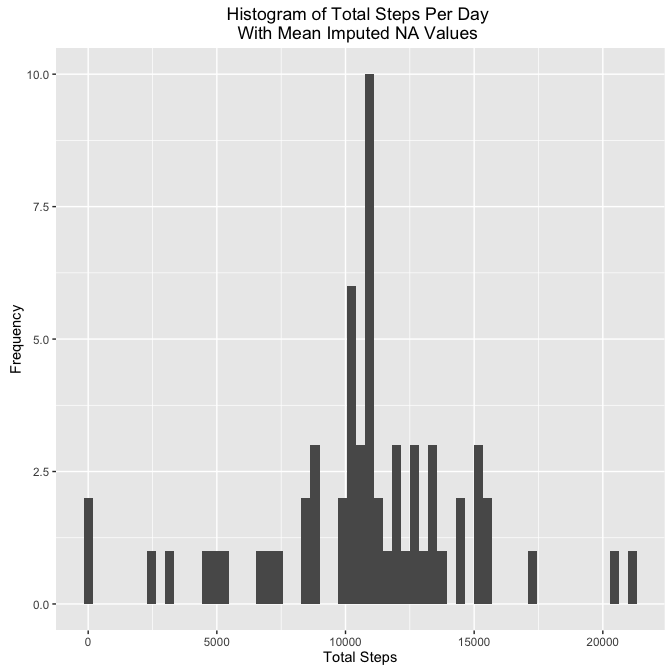 Histogram of Total Steps Per Day
With Mean Imputed NA Values
10.0
7.5
5.0
2.5
0.0
Frequency
0 5000 10000 15000 20000
Total Steps